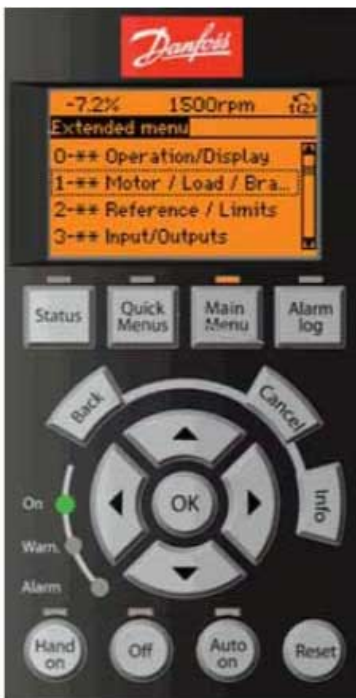 Danfoss
-7.2% 1500rpm 1(2)
Extended menu
0-** Operation/Display
1-** Motor / Load / Bra...
2-** Reference / Limits
3-** Input/Outputs
Status Quick Menus Main Menu Alarm log
Back Cancel
OK Info
On
Warn.
Alarm
Hand on Off Auto on Reset